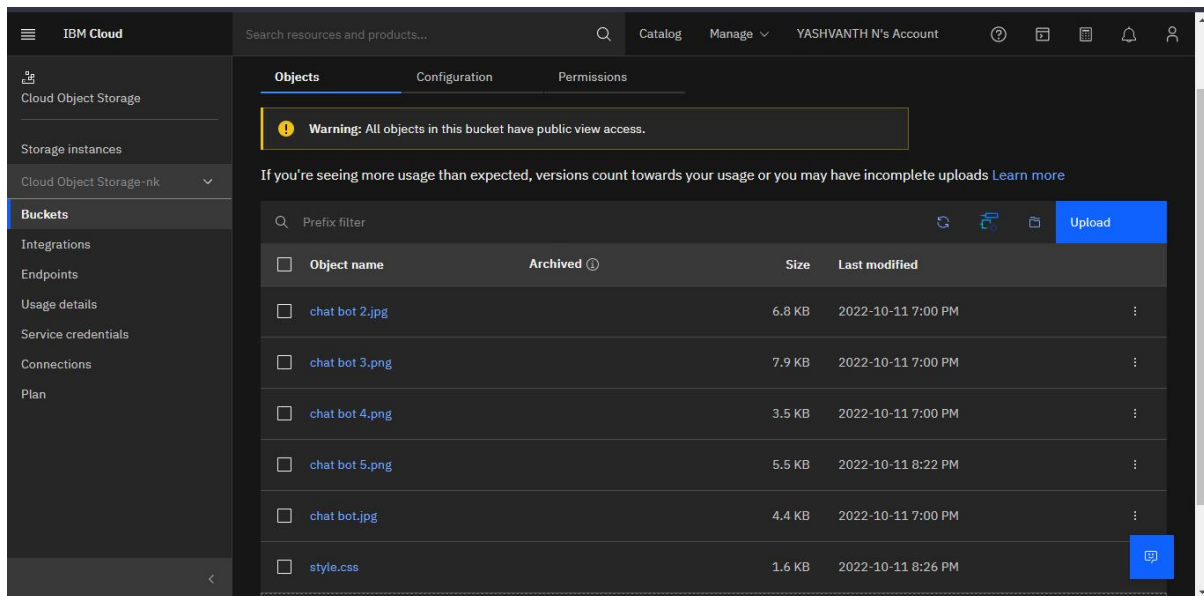 IBM Cloud
Search resources and products...
Catalog
Manage
YASHVANTH N's Account
Cloud Object Storage
Storage instances
Cloud Object Storage-nk
Buckets
Integrations
Endpoints
Usage details
Service credentials
Connections
Plan
Objects
Configuration
Permissions
Warning: All objects in this bucket have public view access.
If you're seeing more usage than expected, versions count towards your usage or you may have incomplete uploads Learn more
Prefix filter
Upload
Object name Archived Size Last modified
chat bot 2.jpg 6.8 KB 2022-10-11 7:00 PM
chat bot 3.png 7.9 KB 2022-10-11 7:00 PM
chat bot 4.png 3.5 KB 2022-10-11 7:00 PM
chat bot 5.png 5.5 KB 2022-10-11 8:22 PM
chat bot.jpg 4.4 KB 2022-10-11 7:00 PM
style.css 1.6 KB 2022-10-11 8:26 PM